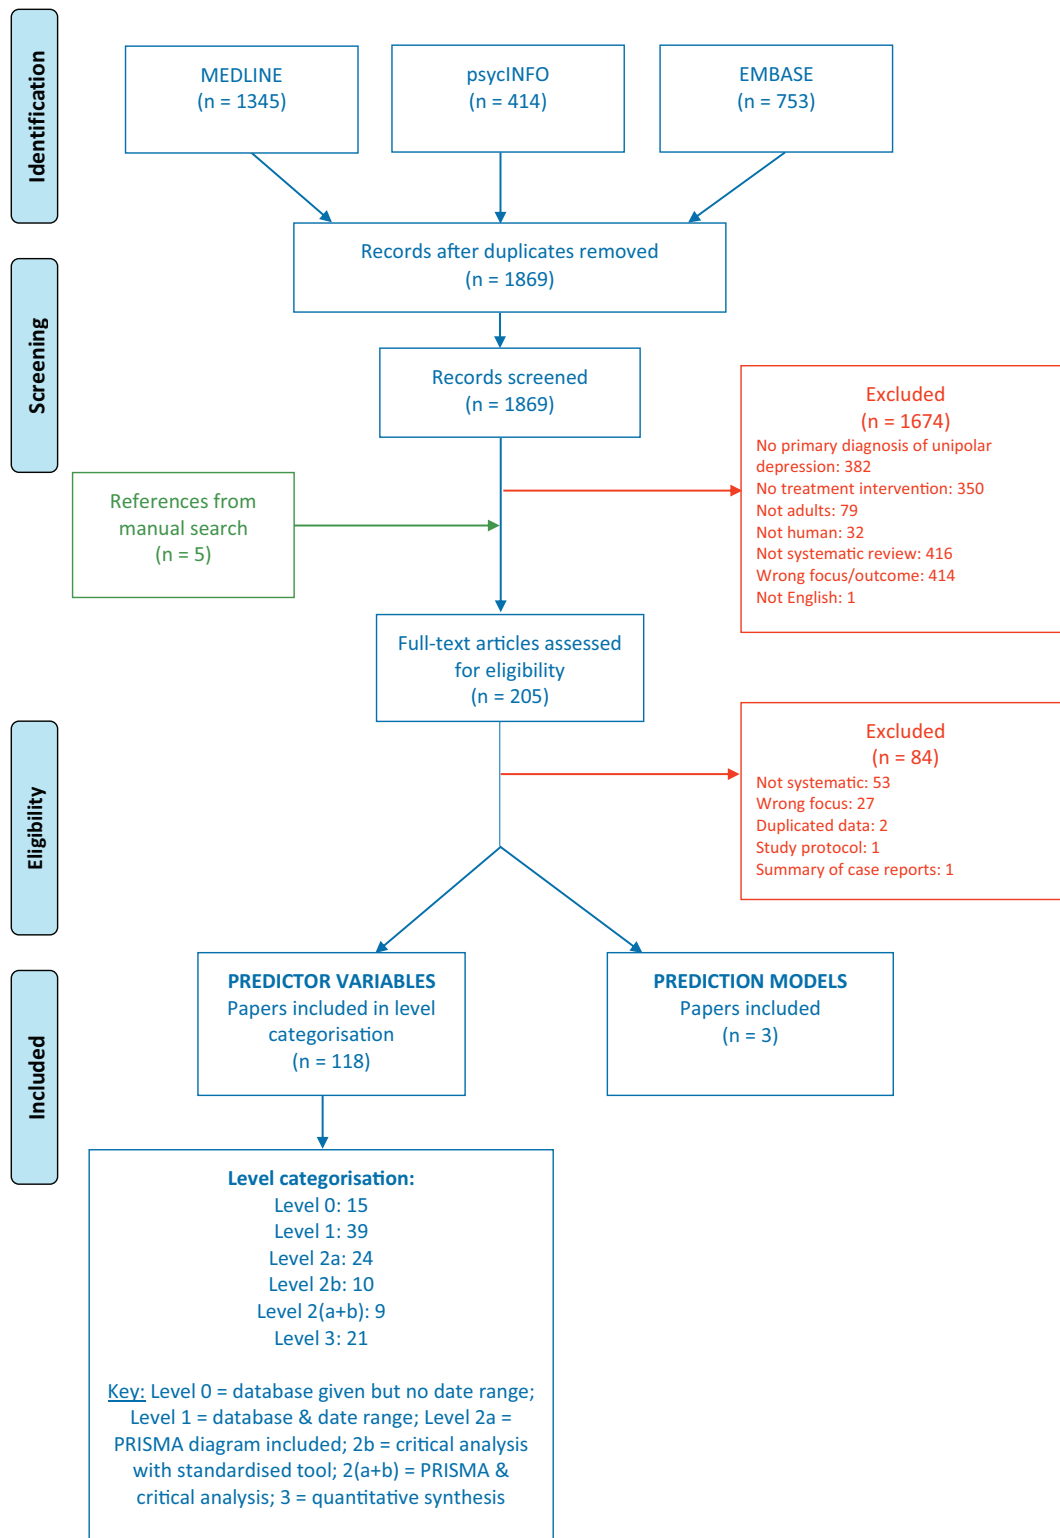 Identification
MEDLINE
(n = 1345)
psycINFO
(n = 414)
EMBASE
(n = 753)
Records after duplicates removed
(n = 1869)
Screening
Records screened
(n = 1869)
Excluded
(n = 1674)
No primary diagnosis of unipolar
depression: 382
No treatment intervention: 350
Not adults: 79
Not human: 32
Not systematic review: 416
Wrong focus/outcome: 414
Not English: 1
References from
manual search
(n = 5)
Full-text articles assessed
for eligibility
(n = 205)
Eligibility
Excluded
(n = 84)
Not systematic: 53
Wrong focus: 27
Duplicated data: 2
Study protocol: 1
Summary of case reports: 1
Included
PREDICTOR VARIABLES
Papers included in level
categorisation
(n = 118)
PREDICTION MODELS
Papers included
(n = 3)
Level categorisation:
Level 0: 15
Level 1: 39
Level 2a: 24
Level 2b: 10
Level 2(a+b): 9
Level 3: 21
Key: Level 0 = database given but no date range;
Level 1 = database & date range; Level 2a =
PRISMA diagram included; 2b = critical analysis
with standardised tool; 2(a+b) = PRISMA &
critical analysis; 3 = quantitative synthesis